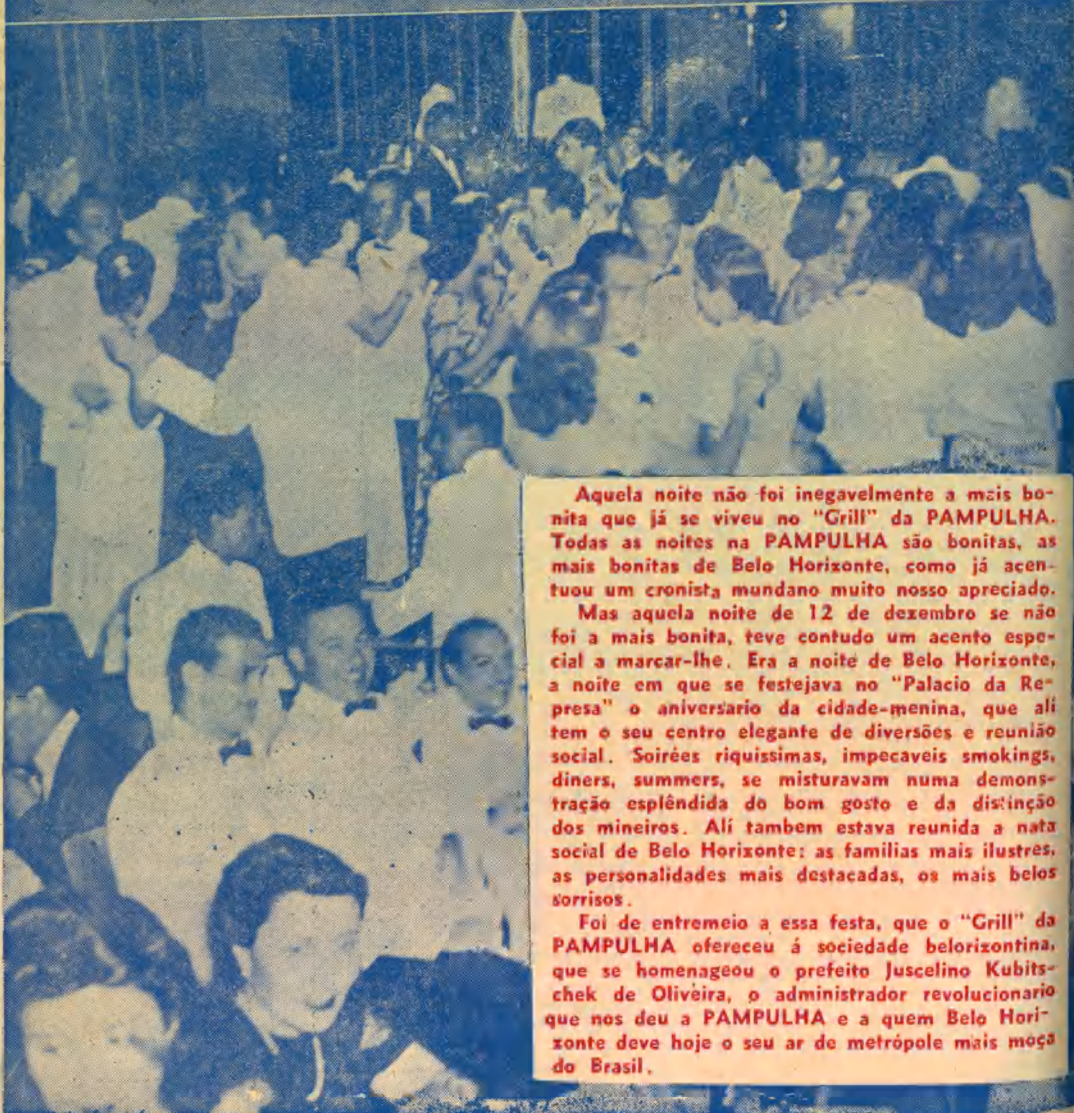 Aquela noite não foi inegavelmente a mais bo-
nita que já se viveu no "Grill" da PAMPULHA.
Todas as noites na PAMPULHA são bonitas, as
mais bonitas de Belo Horizonte, como já acen-
tuou um cronista mundano muito nosso apreciado.
Mas aquela noite de 12 de dezembro se não
foi a mais bonita, teve contudo um acento espe-
cial a marcar-lhe. Era a noite de Belo Horizonte,
a noite em que se festejava no "Palacio da Re-
presa" o aniversario da cidade-menina, que alí
tem o seu centro elegante de diversões e reunião
social. Soirées riquissimas, impecaveis smokings,
diners, summers, se misturavam numa demons-
tração esplêndida do bom gosto e da distinção
dos mineiros. Alí tambem estava reunida a nata
social de Belo Horizonte: as familias mais ilustres,
as personalidades mais destacadas, os mais belos
sorrisos.
Foi de entremeio a essa festa, que o "Grill" da
PAMPULHA ofereceu á sociedade belorizontina,
que se homenageou o prefeito Juscelino Kubits-
chek de Oliveira, o administrador revolucionario
que nos deu a PAMPULHA e a quem Belo Hori-
zonte deve hoje o seu ar de metrópole mais moça
do Brasil.